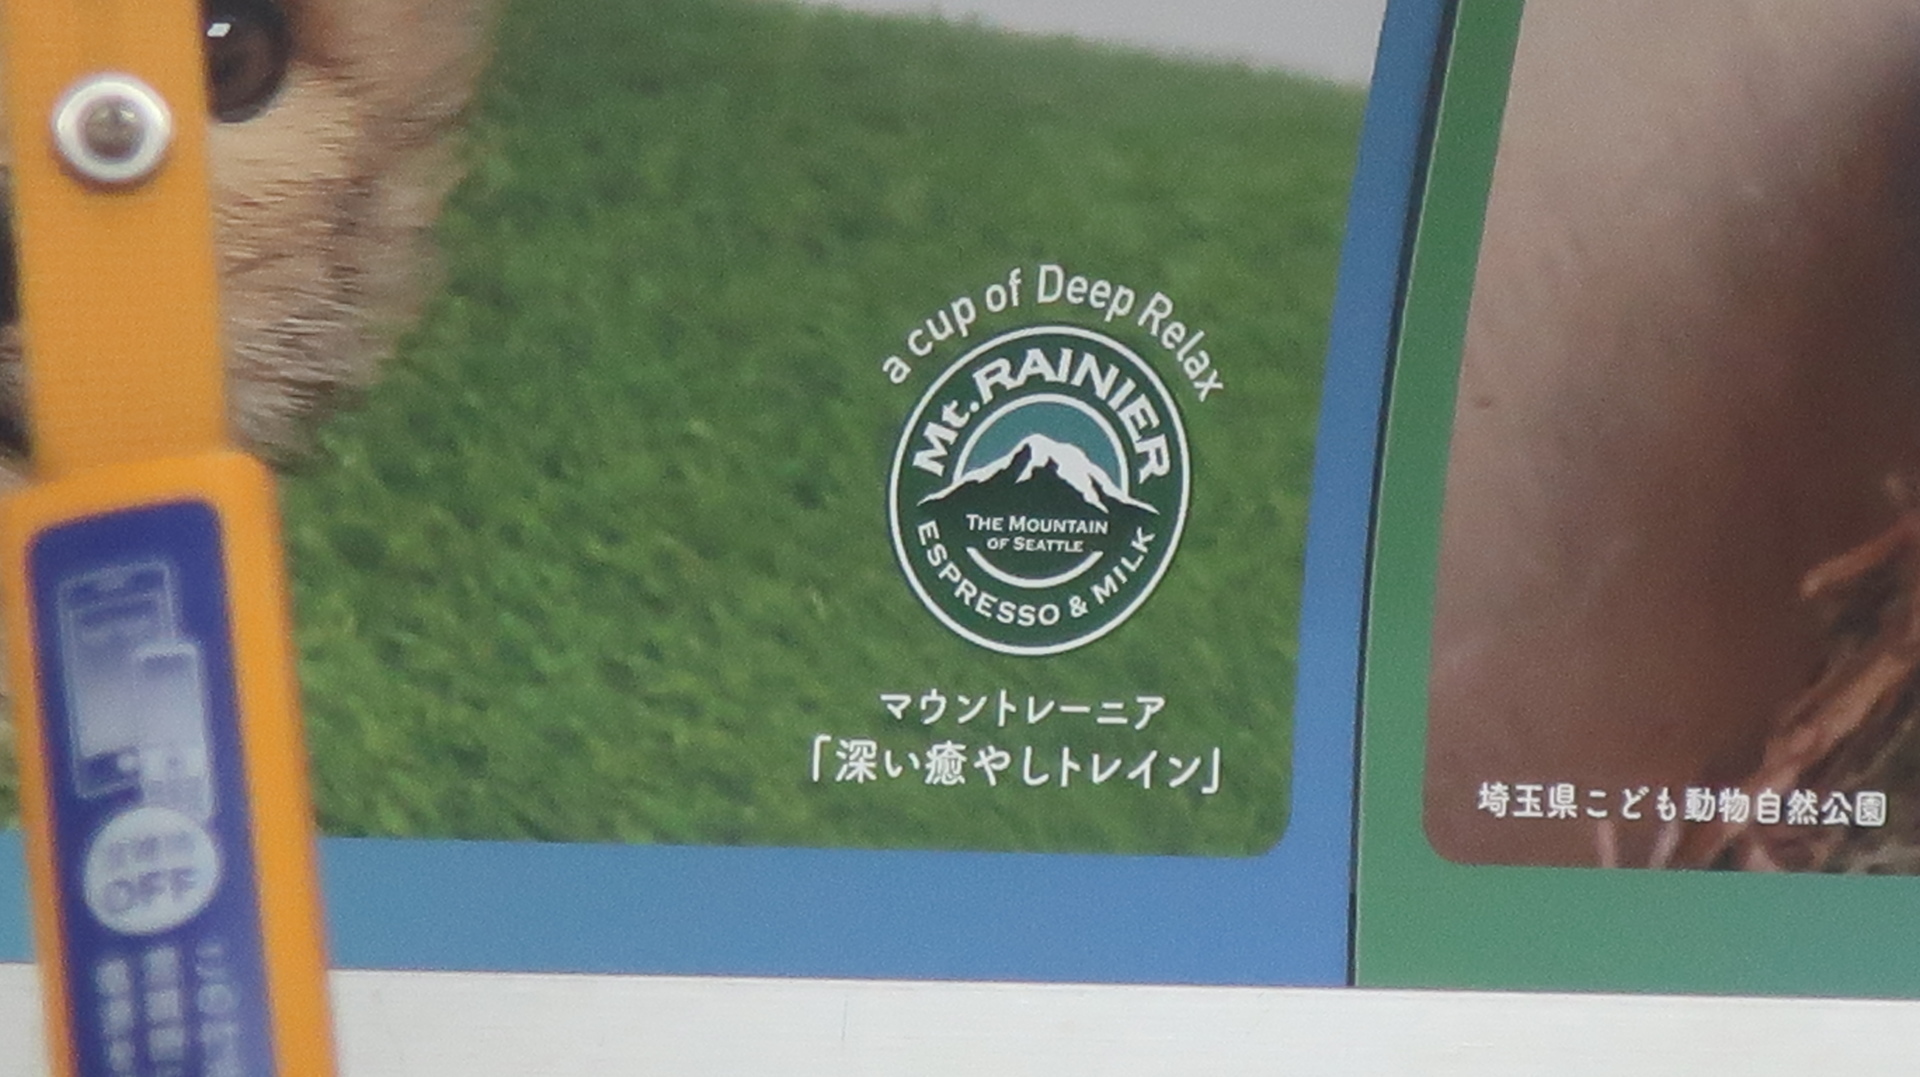 a cup of Deep Relax
Mt. RAINIER
THE MOUNTAIN
OF SEATTLE
ESPRESSO & MILK
マウントレーニア
「深い癒やしトレイン」
埼玉県こども動物自然公園
OFF